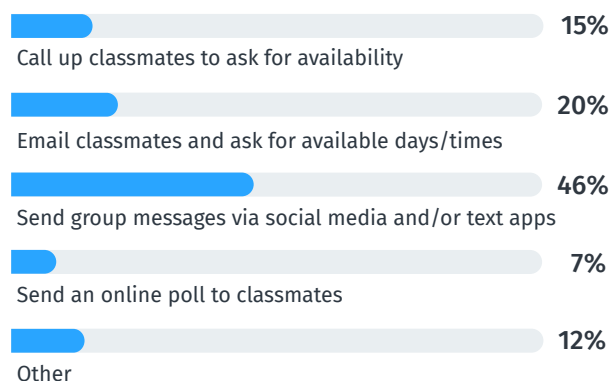 15%
Call up classmates to ask for availability
20%
Email classmates and ask for available days/times
46%
Send group messages via social media and/or text apps
7%
Send an online poll to classmates
12%
Other